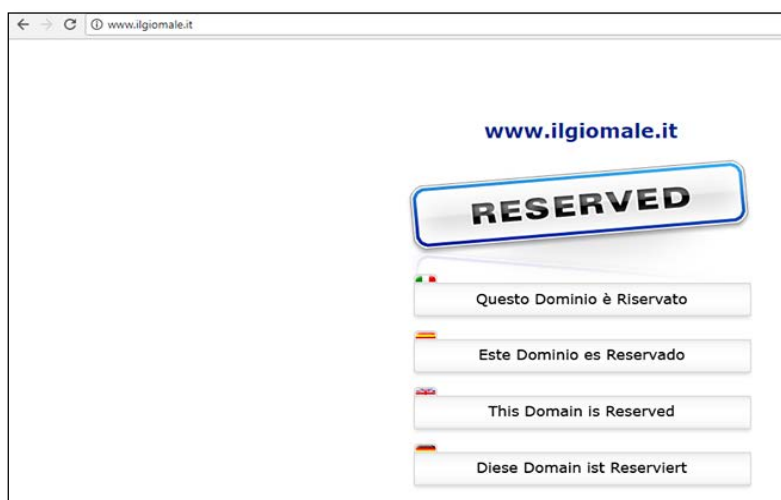 www.ilgiomale.it
www.ilgiomale.it
RESERVED
Questo Dominio è Riservato
Este Dominio es Reservado
This Domain is Reserved
Diese Domain ist Reserviert